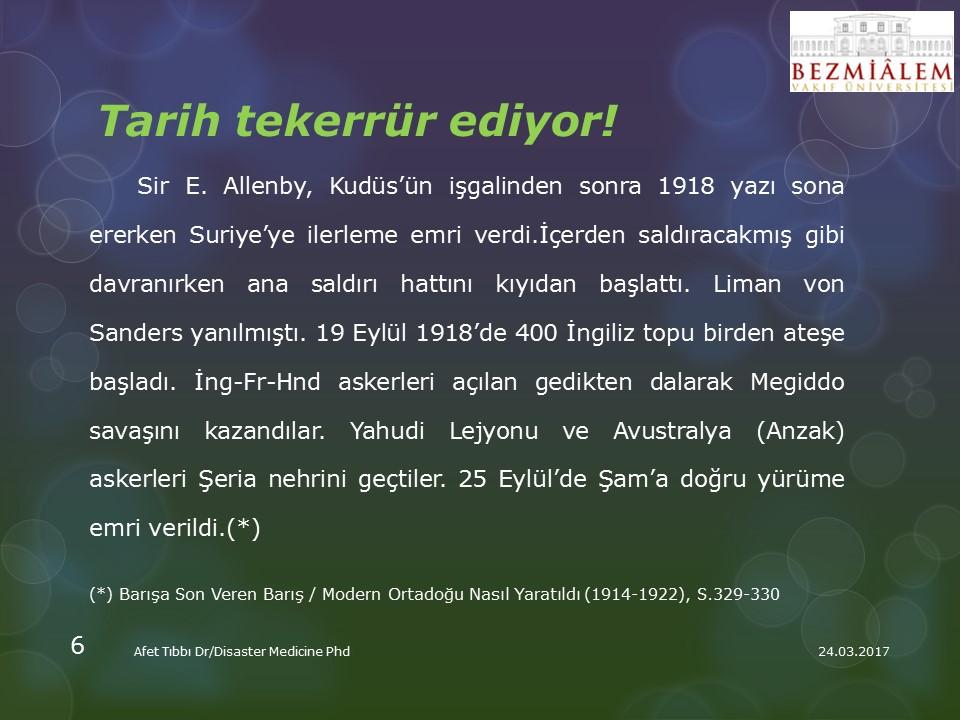 BEZMİÂLEM
VAKIF ÜNİVERSİTESİ
Tarih tekerrür ediyor!
Sir E. Allenby, Kudüs’ün işgalinden sonra 1918 yazı sona
ererken Suriye’ye ilerleme emri verdi.İçerden saldıracakmış gibi
davranırken ana saldırı hattını kıyıdan başlattı. Liman von
Sanders yanılmıştı. 19 Eylül 1918’de 400 İngiliz topu birden ateşe
başladı. İng-Fr-Hnd askerleri açılan gedikten dalarak Megiddo
savaşını kazandılar. Yahudi Lejyonu ve Avustralya (Anzak)
askerleri Şeria nehrini geçtiler. 25 Eylül’de Şam’a doğru yürüme
emri verildi.(*)
(*) Barışa Son Veren Barış / Modern Ortadoğu Nasıl Yaratıldı (1914-1922), S.329-330
6
Afet Tıbbı Dr/Disaster Medicine Phd
24.03.2017